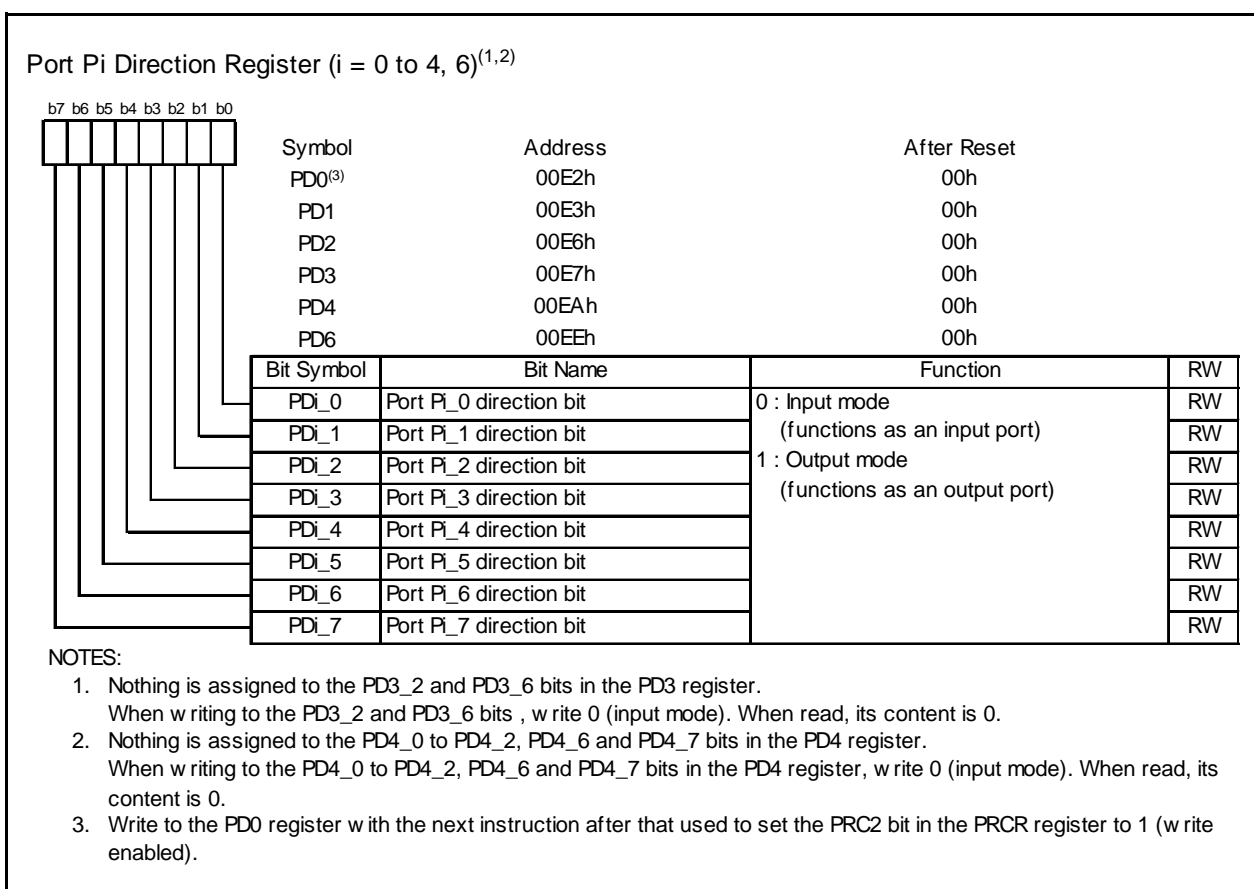 Port Pi Direction Register (i = 0 to 4, 6)(1,2)
b7 b6 b5 b4 b3 b2 b1 b0
Symbol Address After Reset
PD0(3) 00E2h 00h
PD1 00E3h 00h
PD2 00E6h 00h
PD3 00E7h 00h
PD4 00EAh 00h
PD6 00EEh 00h
Bit Symbol Bit Name Function RW
PDi_0 Port Pi_0 direction bit 0 : Input mode RW
PDi_1 Port Pi_1 direction bit (functions as an input port) RW
PDi_2 Port Pi_2 direction bit 1 : Output mode RW
PDi_3 Port Pi_3 direction bit (functions as an output port) RW
PDi_4 Port Pi_4 direction bit RW
PDi_5 Port Pi_5 direction bit RW
PDi_6 Port Pi_6 direction bit RW
PDi_7 Port Pi_7 direction bit RW
NOTES:
1. Nothing is assigned to the PD3_2 and PD3_6 bits in the PD3 register.
When writing to the PD3_2 and PD3_6 bits , write 0 (input mode). When read, its content is 0.
2. Nothing is assigned to the PD4_0 to PD4_2, PD4_6 and PD4_7 bits in the PD4 register.
When writing to the PD4_0 to PD4_2, PD4_6 and PD4_7 bits in the PD4 register, write 0 (input mode). When read, its
content is 0.
3. Write to the PD0 register with the next instruction after that used to set the PRC2 bit in the PRCR register to 1 (write
enabled).